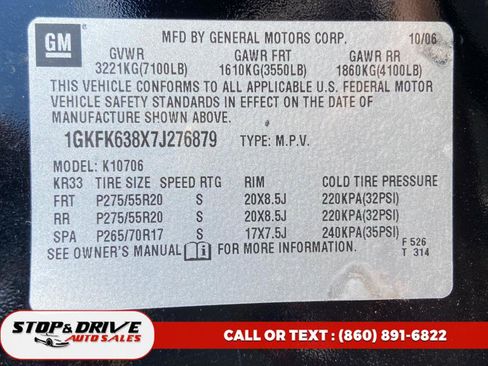 GM
MFD BY GENERAL MOTORS CORP. 10/06
GVWR GAWR FRT GAWR RR
3221KG(7100LB) 1610KG(3550LB) 1860KG(4100LB)
THIS VEHICLE CONFORMS TO ALL APPLICABLE U.S. FEDERAL MOTOR
VEHICLE SAFETY STANDARDS IN EFFECT ON THE DATE OF
MANUFACTURE SHOWN ABOVE.
1GKFK638X7J276879 TYPE: M.P.V.
MODEL: K10706
KR33 TIRE SIZE SPEED RTG RIM COLD TIRE PRESSURE
FRT P275/55R20 S 20X8.5J 220KPA(32PSI)
RR P275/55R20 S 20X8.5J 220KPA(32PSI)
SPA P265/70R17 S 17X7.5J 240KPA(35PSI)
SEE OWNER'S MANUAL FOR MORE INFORMATION. F 526
T 314
STOP & DRIVE
AUTO SALES
CALL OR TEXT : (860) 891-6822